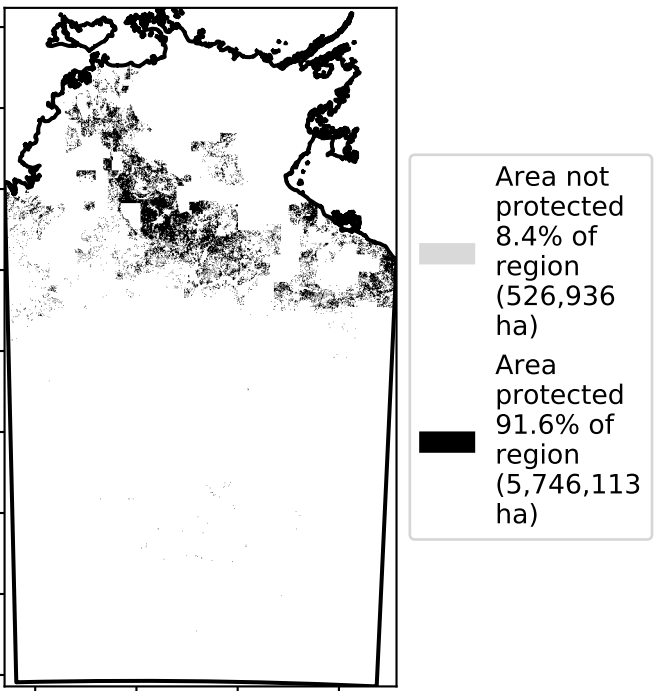 Area not
protected
8.4% of
region
(526,936
ha)
Area
protected
91.6% of
region
(5,746,113
ha)